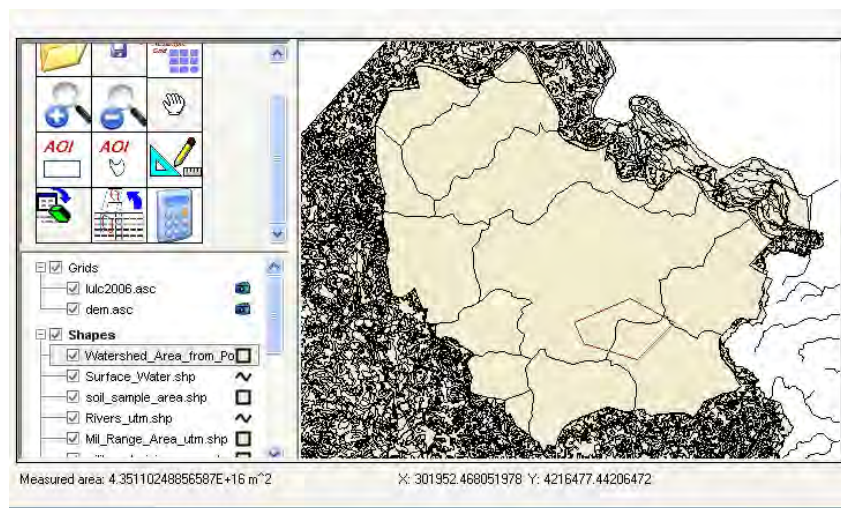 AOI AOI
Grids
lulc2006.asc
dem.asc
Shapes
Watershed_Area_from_Po
Surface_Water.shp
soil_sample_area.shp
Rivers_utm.shp
Mil_Range_Area_utm.shp
Measured area: 4.35110248856587E+16 m^2 X: 301952.468051978 Y: 4216477.44206472